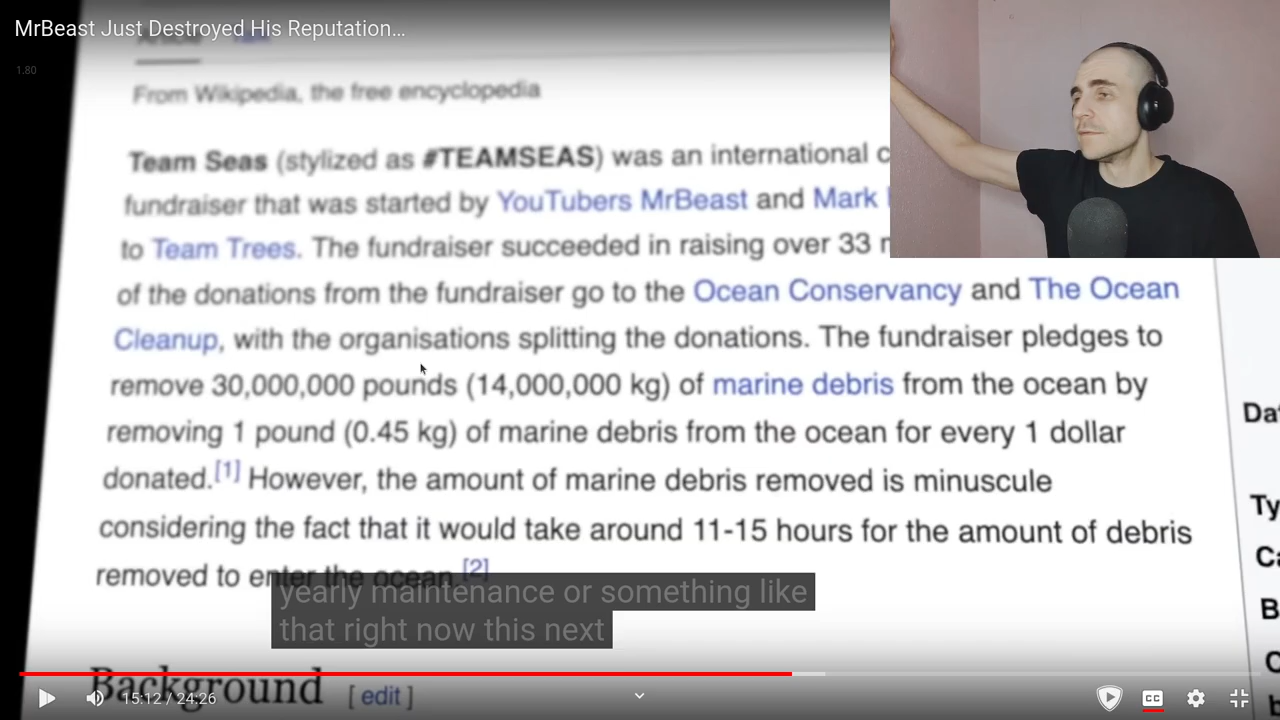 MrBeast Just Destroyed His Reputation...
1.80
From Wikipedia, the free encyclopedia
Team Seas (stylized as #TEAMSEAS) was an international
fundraiser that was started by YouTubers MrBeast and Mark
to Team Trees. The fundraiser succeeded in raising over 33
of the donations from the fundraiser go to the Ocean Conservancy and The Ocean
Cleanup, with the organisations splitting the donations. The fundraiser pledges to
remove 30,000,000 pounds (14,000,000 kg) of marine debris from the ocean by
removing 1 pound (0.45 kg) of marine debris from the ocean for every 1 dollar
donated.[1] However, the amount of marine debris removed is minuscule
considering the fact that it would take around 11-15 hours for the amount of debris
removed to enter the ocean.[2]
yearly maintenance or something like
that right now this next
Background [ edit ]
15:12 / 24:26
CC